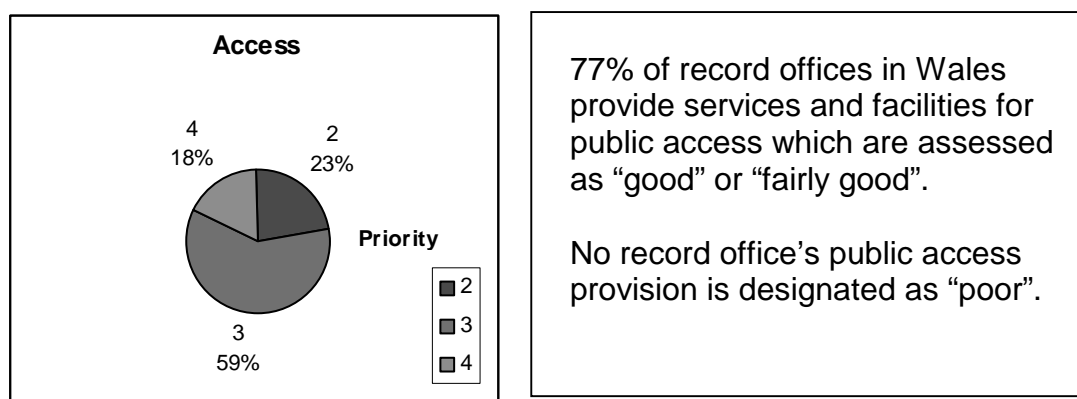 Access
4
18%
2
23%
Priority
2
3
4
3
59%
77% of record offices in Wales
provide services and facilities for
public access which are assessed
as “good” or “fairly good”.
No record office’s public access
provision is designated as “poor”.